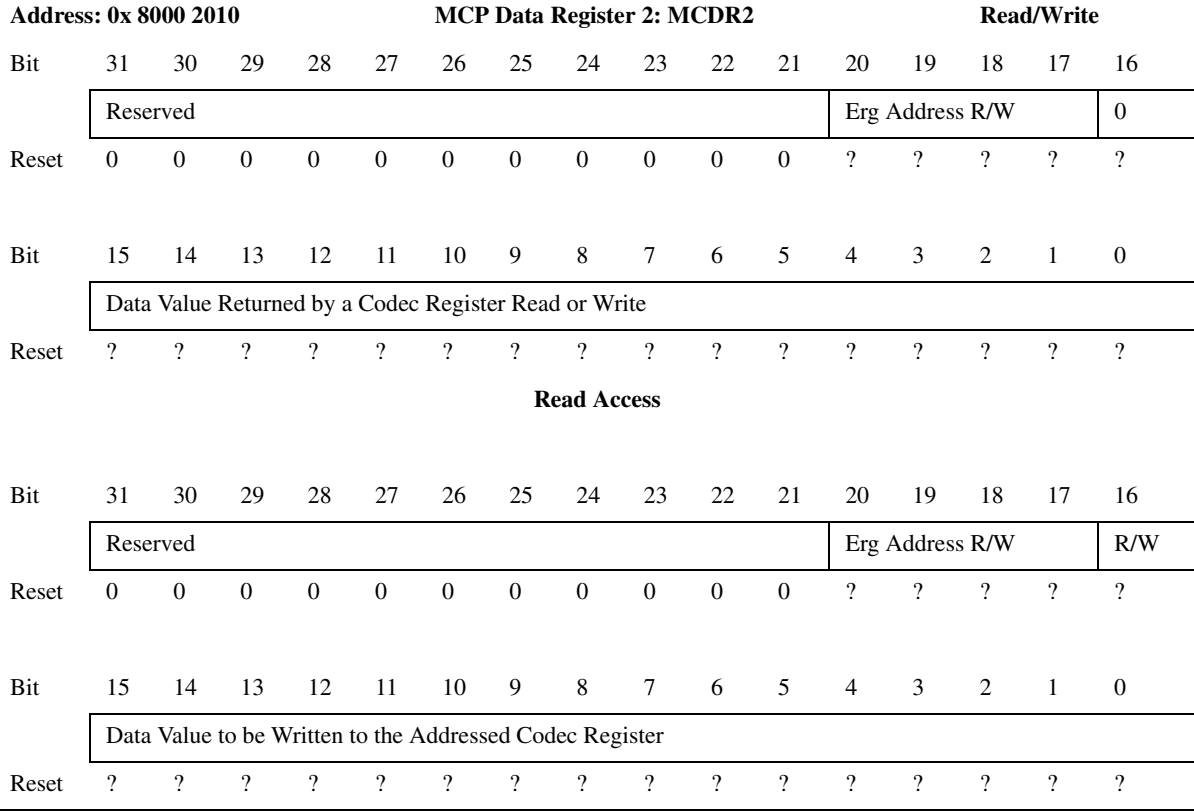 Address: 0x 8000 2010 MCP Data Register 2: MCDR2 Read/Write
Bit 31 30 29 28 27 26 25 24 23 22 21 20 19 18 17 16
Reserved Erg Address R/W 0
Reset 0 0 0 0 0 0 0 0 0 0 0 ? ? ? ? ?
Bit 15 14 13 12 11 10 9 8 7 6 5 4 3 2 1 0
Data Value Returned by a Codec Register Read or Write
Reset ? ? ? ? ? ? ? ? ? ? ? ? ? ? ? ?
Read Access
Bit 31 30 29 28 27 26 25 24 23 22 21 20 19 18 17 16
Reserved Erg Address R/W R/W
Reset 0 0 0 0 0 0 0 0 0 0 0 ? ? ? ? ?
Bit 15 14 13 12 11 10 9 8 7 6 5 4 3 2 1 0
Data Value to be Written to the Addressed Codec Register
Reset ? ? ? ? ? ? ? ? ? ? ? ? ? ? ? ?